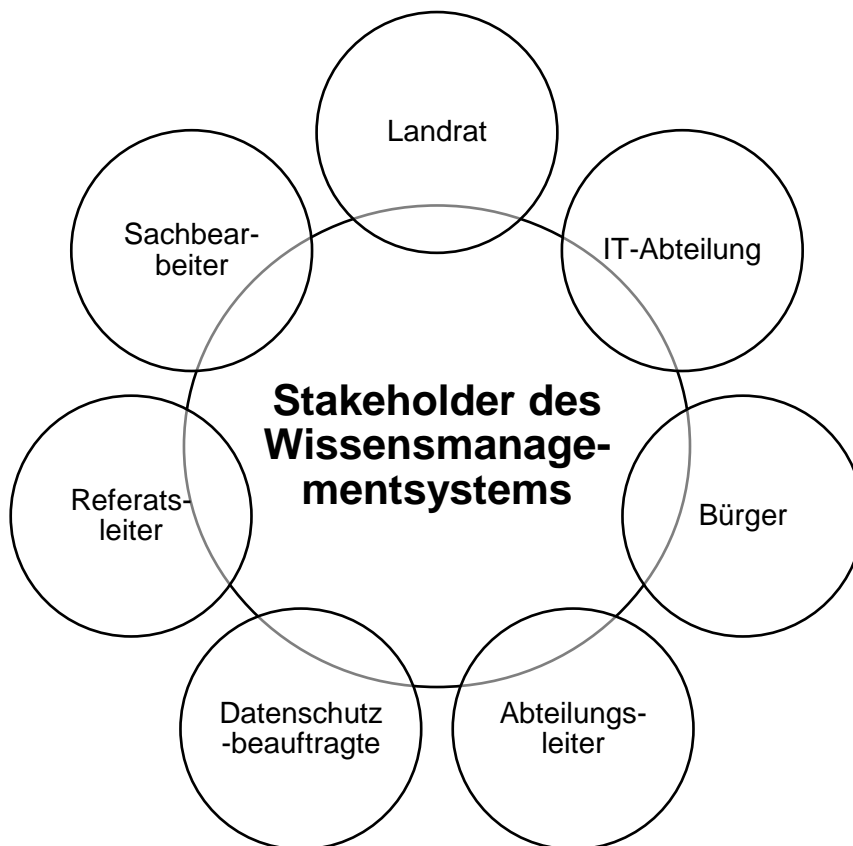 Landrat
Sachbear-
beiter
IT-Abteilung
Stakeholder des
Wissensmanage-
mentsystems
Referats-
leiter
Bürger
Datenschutz
-beauftragte
Abteilungs-
leiter